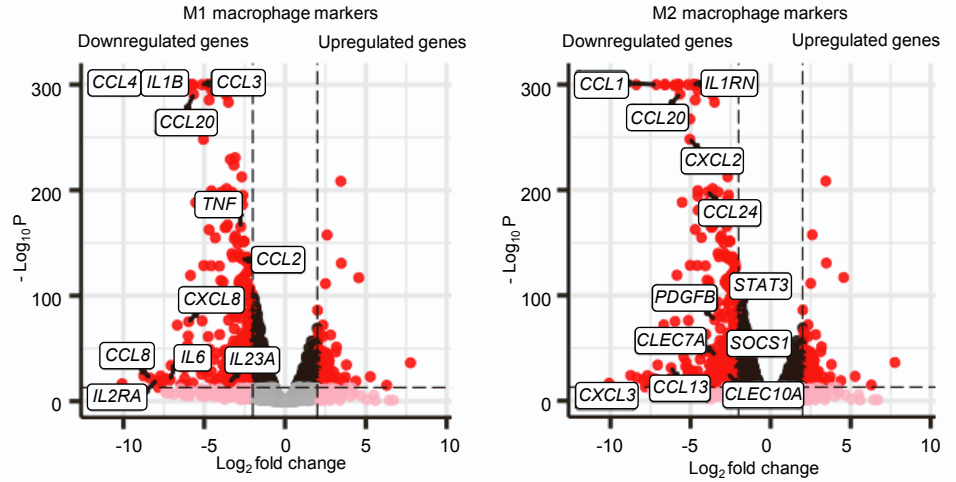 M1 macrophage markers
Downregulated genes Upregulated genes
300
200
100
0
-10 -5 0 5 10
- Log10 P
Log2 fold change
CCL4 IL1B CCL3
CCL20
TNF
CCL2
CXCL8
CCL8 IL6 IL23A
IL2RA
M2 macrophage markers
Downregulated genes Upregulated genes
300
200
100
0
-10 -5 0 5 10
- Log10 P
Log2 fold change
CCL1 IL1RN
CCL20
CXCL2
CCL24
STAT3
PDGFB
CLEC7A SOCS1
CCL13
CXCL3 CLEC10A